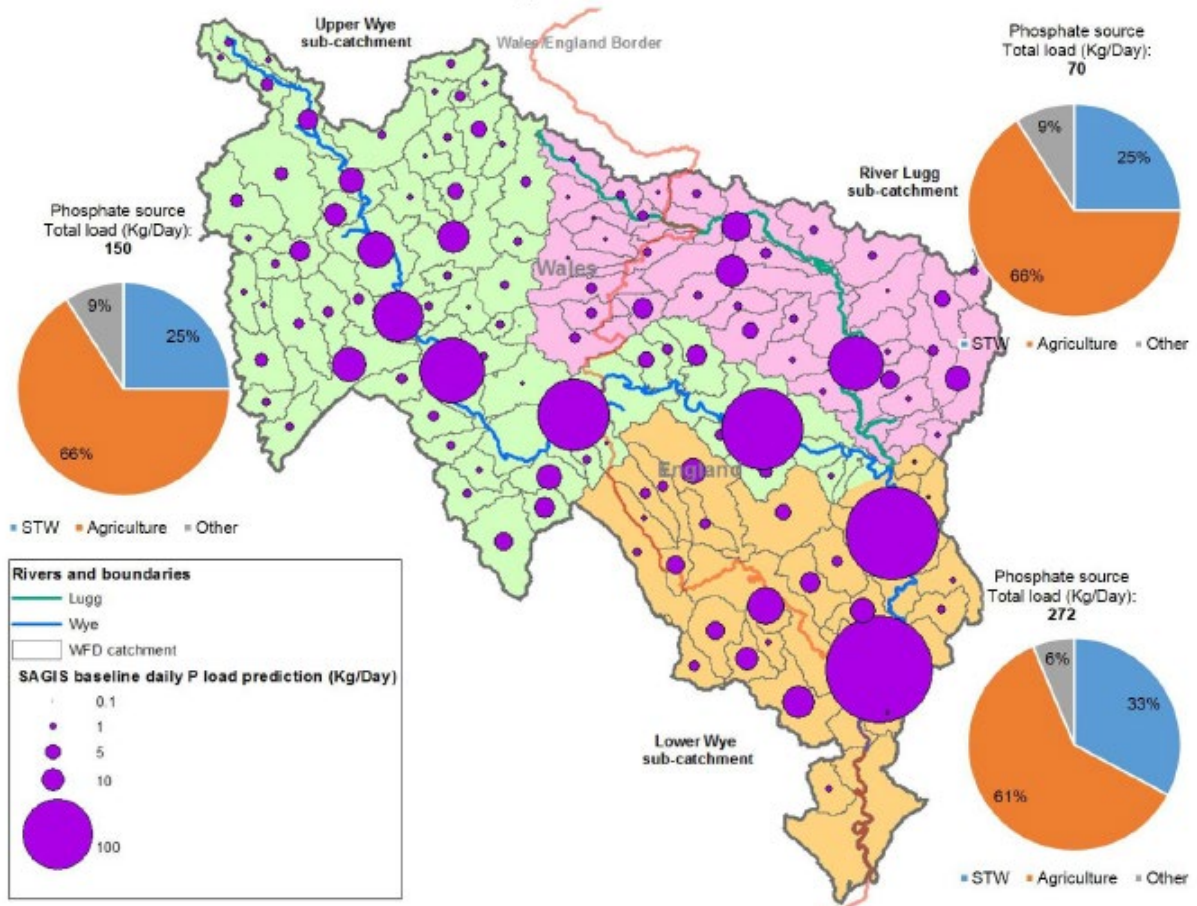 Upper Wye
sub-catchment
Wales/England Border
Phosphate source
Total load (Kg/Day):
70
9%
25%
66%
STW Agriculture Other
River Lugg
sub-catchment
Phosphate source
Total load (Kg/Day):
150
9%
25%
66%
STW Agriculture Other
Wales
England
Rivers and boundaries
Lugg
Wye
WFD catchment
SAGIS baseline daily P load prediction (Kg/Day)
0.1
1
5
10
100
Lower Wye
sub-catchment
Phosphate source
Total load (Kg/Day):
272
6%
33%
61%
STW Agriculture Other